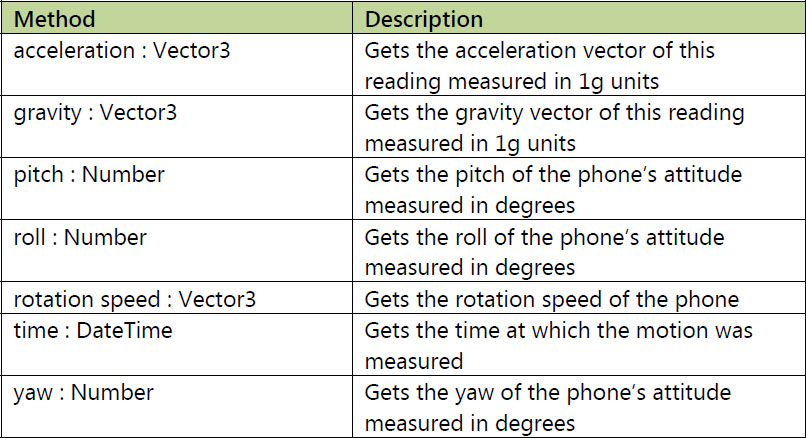 Method Description
acceleration : Vector3 Gets the acceleration vector of this
reading measured in 1g units
gravity : Vector3 Gets the gravity vector of this reading
measured in 1g units
pitch : Number Gets the pitch of the phone's attitude
measured in degrees
roll : Number Gets the roll of the phone's attitude
measured in degrees
rotation speed : Vector3 Gets the rotation speed of the phone
time : DateTime Gets the time at which the motion was
measured
yaw : Number Gets the yaw of the phone's attitude
measured in degrees